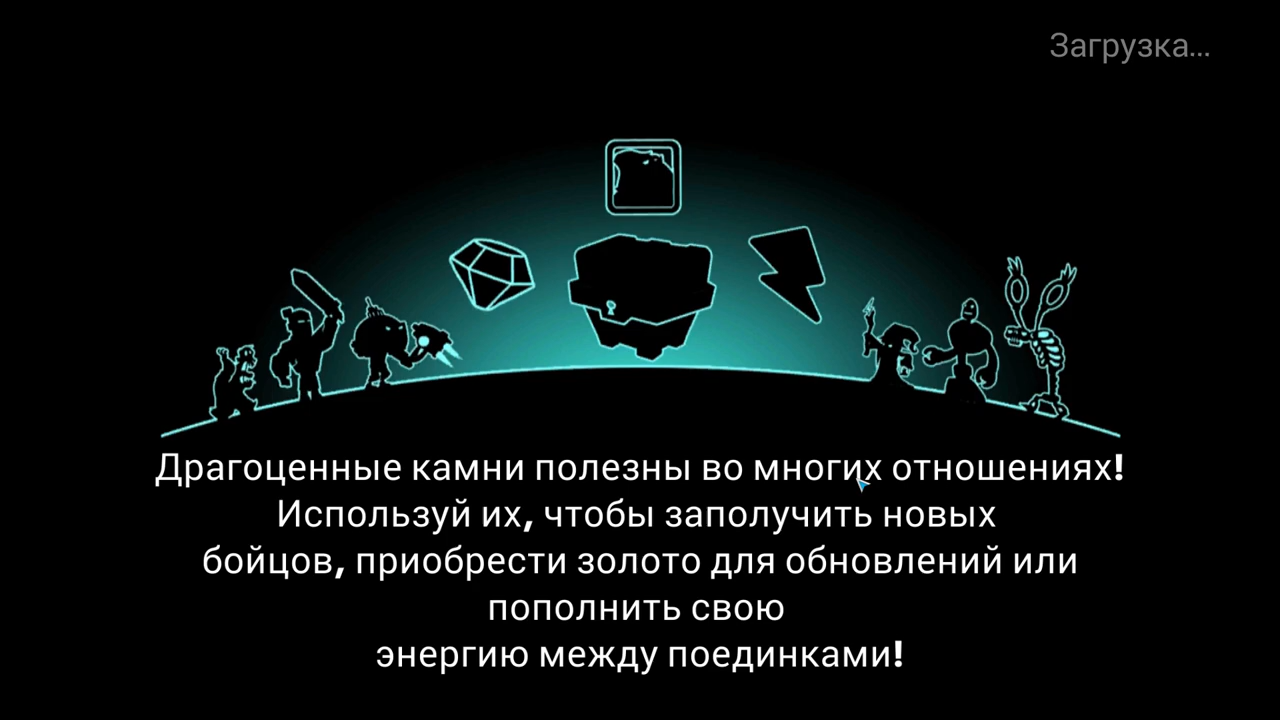 Загрузка...
Драгоценные камни полезны во многих отношениях!
Используй их, чтобы заполучить новых
бойцов, приобрести золото для обновлений или
пополнить свою
энергию между поединками!